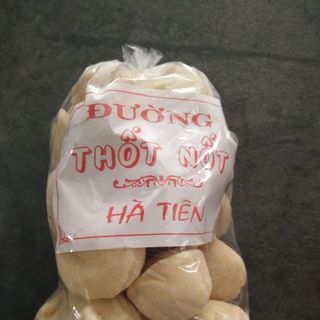 ĐƯỜNG
THỐT NỐT
HÀ TIÊN